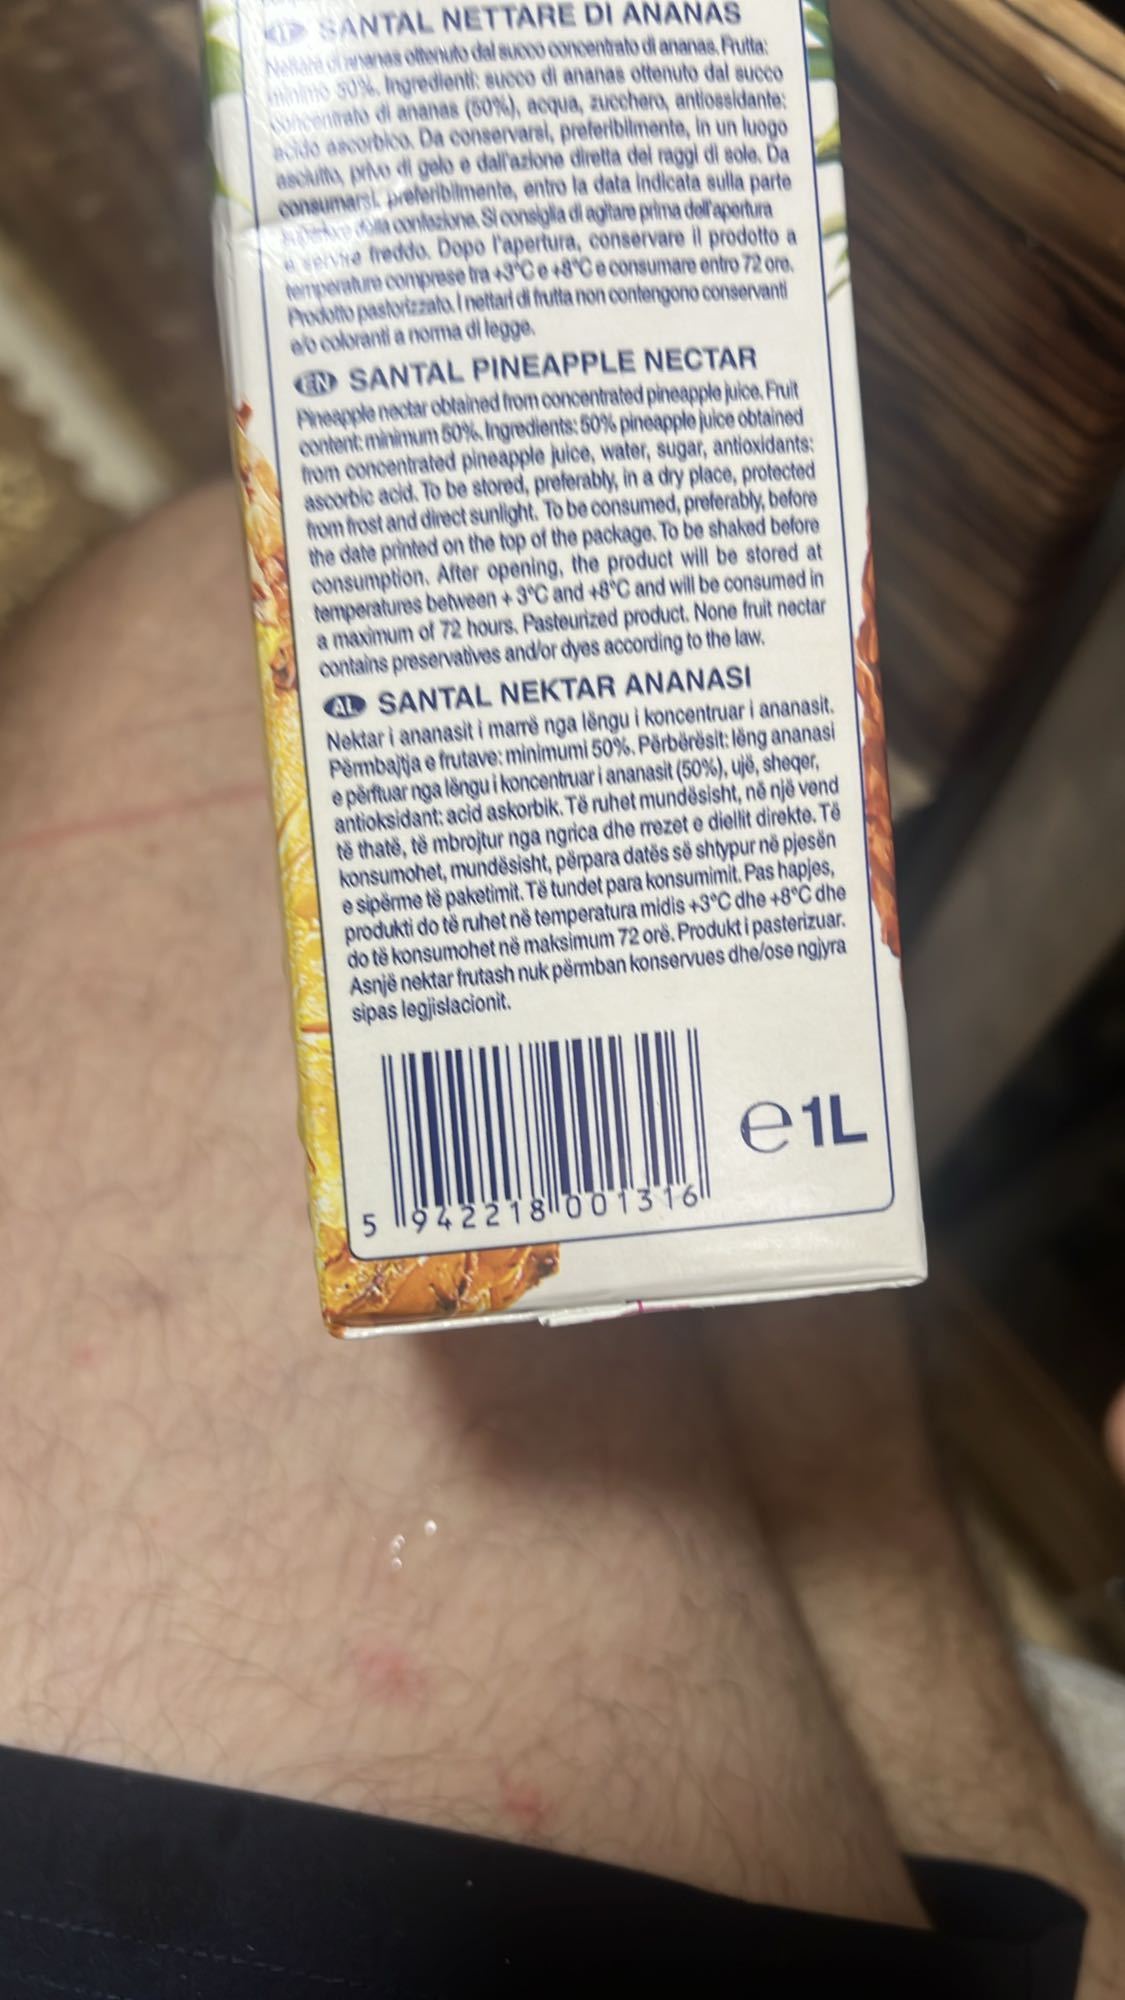 IT SANTAL NETTARE DI ANANAS
Nettare di ananas ottenuto dal succo concentrato di ananas. Frutta:
minimo 50%. Ingredienti: succo di ananas ottenuto dal succo
concentrato di ananas (50%), acqua, zucchero, antiossidante:
acido ascorbico. Da conservarsi, preferibilmente, in un luogo
asciutto, privo di gelo e dall'azione diretta dei raggi di sole. Da
consumarsi, preferibilmente, entro la data indicata sulla parte
superiore della confezione. Si consiglia di agitare prima dell'apertura
e servire freddo. Dopo l'apertura, conservare il prodotto a
temperature comprese tra +3°C e +8°C e consumare entro 72 ore.
Prodotto pastorizzato. I nettari di frutta non contengono conservanti
e/o coloranti a norma di legge.
EN SANTAL PINEAPPLE NECTAR
Pineapple nectar obtained from concentrated pineapple juice. Fruit
content: minimum 50%. Ingredients: 50% pineapple juice obtained
from concentrated pineapple juice, water, sugar, antioxidants:
ascorbic acid. To be stored, preferably, in a dry place, protected
from frost and direct sunlight. To be consumed, preferably, before
the date printed on the top of the package. To be shaked before
consumption. After opening, the product will be stored at
temperatures between + 3°C and +8°C and will be consumed in
a maximum of 72 hours. Pasteurized product. None fruit nectar
contains preservatives and/or dyes according to the law.
AL SANTAL NEKTAR ANANASI
Nektar i ananasit i marrë nga lëngu i koncentruar i ananasit.
Përmbajtja e frutave: minimumi 50%. Përbërësit: lëng ananasi
e përftuar nga lëngu i koncentruar i ananasit (50%), ujë, sheqer,
antioksidant: acid askorbik. Të ruhet mundësisht, në një vend
të thatë, të mbrojtur nga ngrica dhe rrezet e diellit direkte. Të
konsumohet, mundësisht, përpara datës së shtypur në pjesën
e sipërme të paketimit. Të tundet para konsumimit. Pas hapjes,
produkti do të ruhet në temperatura midis +3°C dhe +8°C dhe
do të konsumohet në maksimum 72 orë. Produkt i pasterizuar.
Asnjë nektar frutash nuk përmban konservues dhe/ose ngjyra
sipas legjislacionit.
e 1L
5 942218 001316